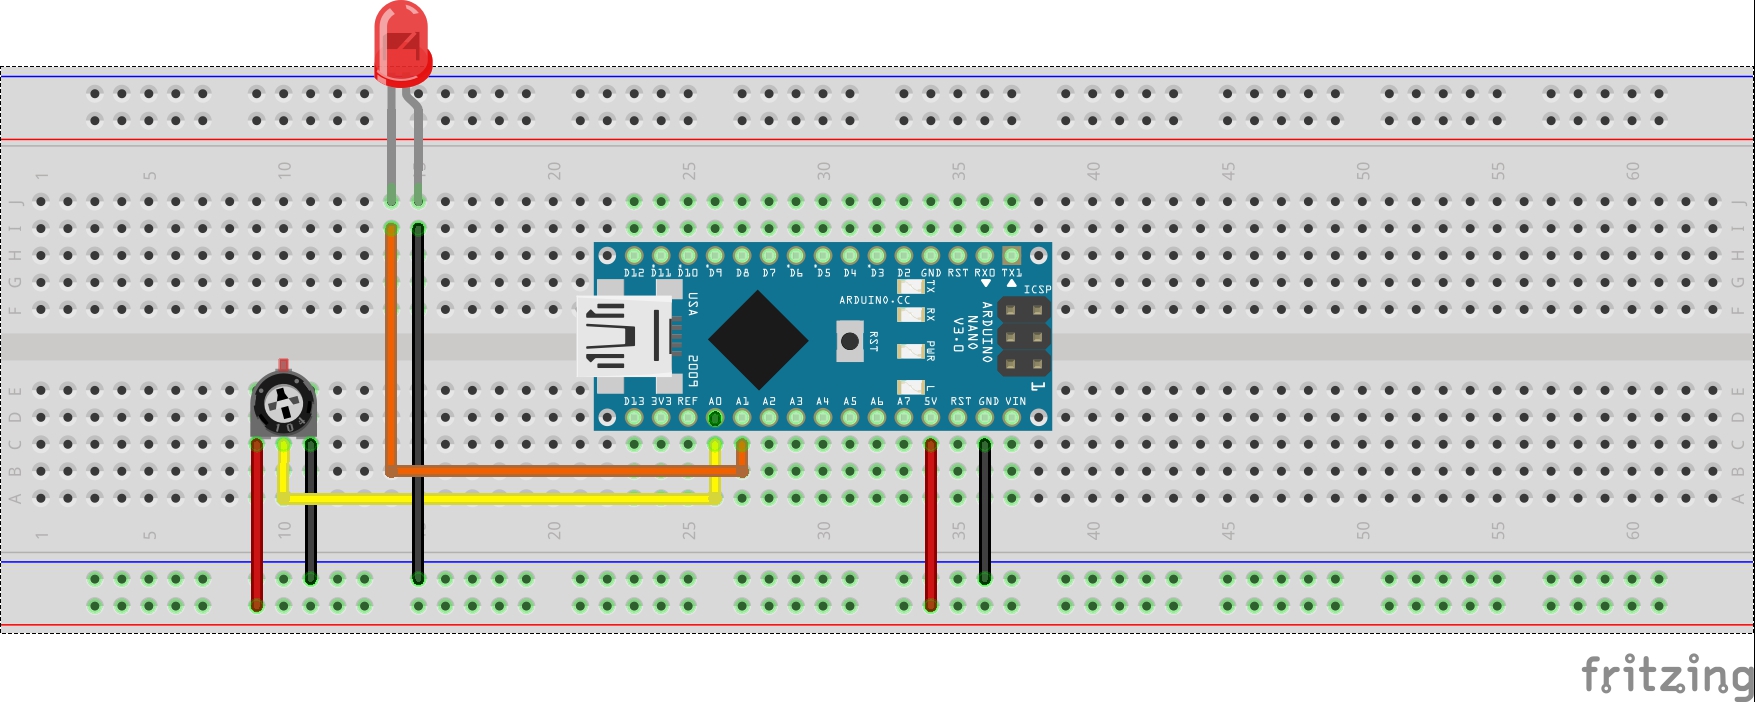 1 5 10 20 25 30 35 40 45 50 55 60
J J
I I
H H
G G
F F
D12 D11 D10 D9 D8 D7 D6 D5 D4 D3 D2 GND RST RX0 TX1
ICSP
USA
ARDUINO.CC
TX
RX
RST
PWR
L
ARDUINO
NANO
V3.0
2009
1
D13 3V3 REF A0 A1 A2 A3 A4 A5 A6 A7 5V RST GND VIN
104
E E
D D
C C
B B
A A
1 5 10 20 25 30 35 40 45 50 55 60
fritzing